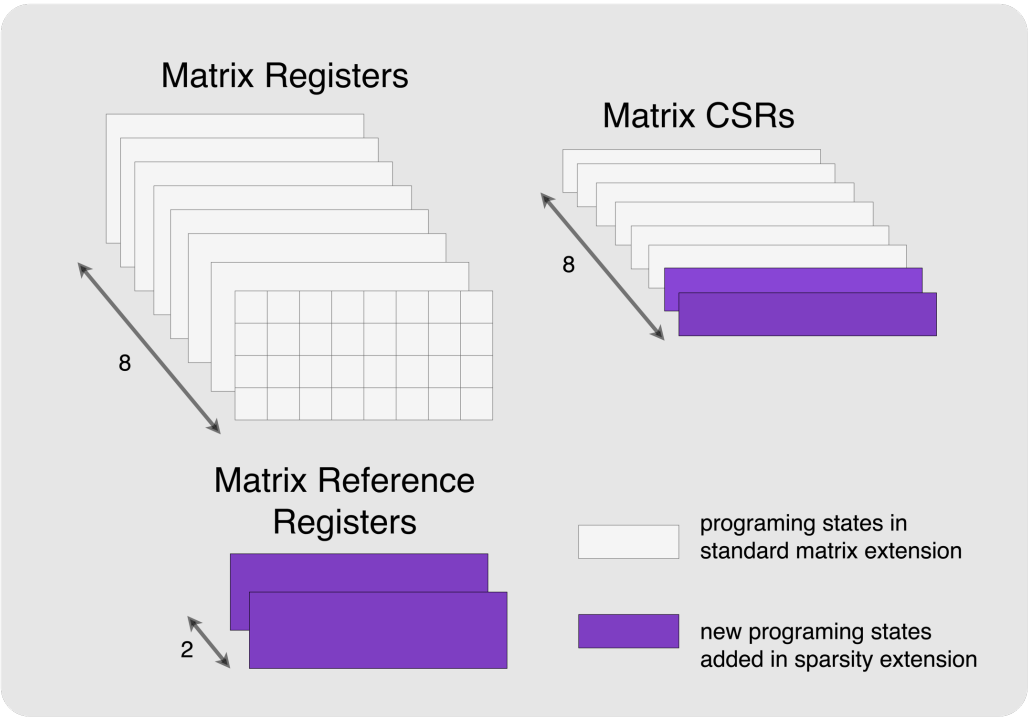 Matrix Registers
8
Matrix CSRs
8
Matrix Reference
Registers
2
programing states in
standard matrix extension
new programing states
added in sparsity extension